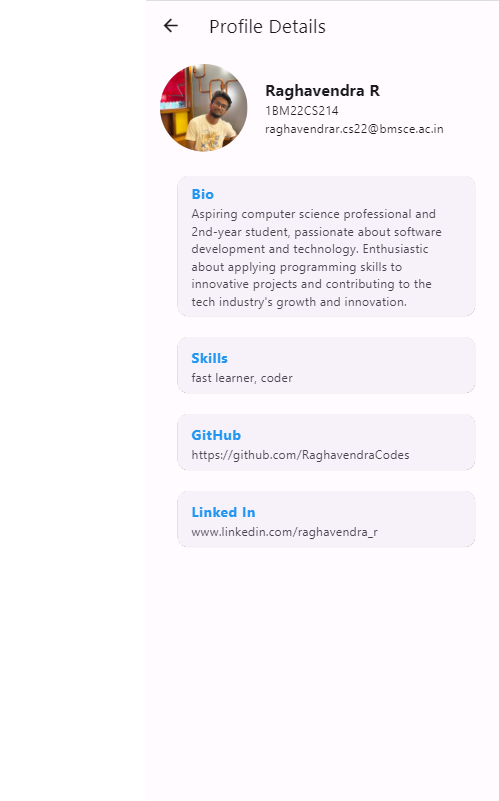 Profile Details
Raghavendra R
1BM22CS214
raghavendrar.cs22@bmsce.ac.in
Bio
Aspiring computer science professional and
2nd-year student, passionate about software
development and technology. Enthusiastic
about applying programming skills to
innovative projects and contributing to the
tech industry's growth and innovation.
Skills
fast learner, coder
GitHub
https://github.com/RaghavendraCodes
Linked In
www.linkedin.com/raghavendra_r